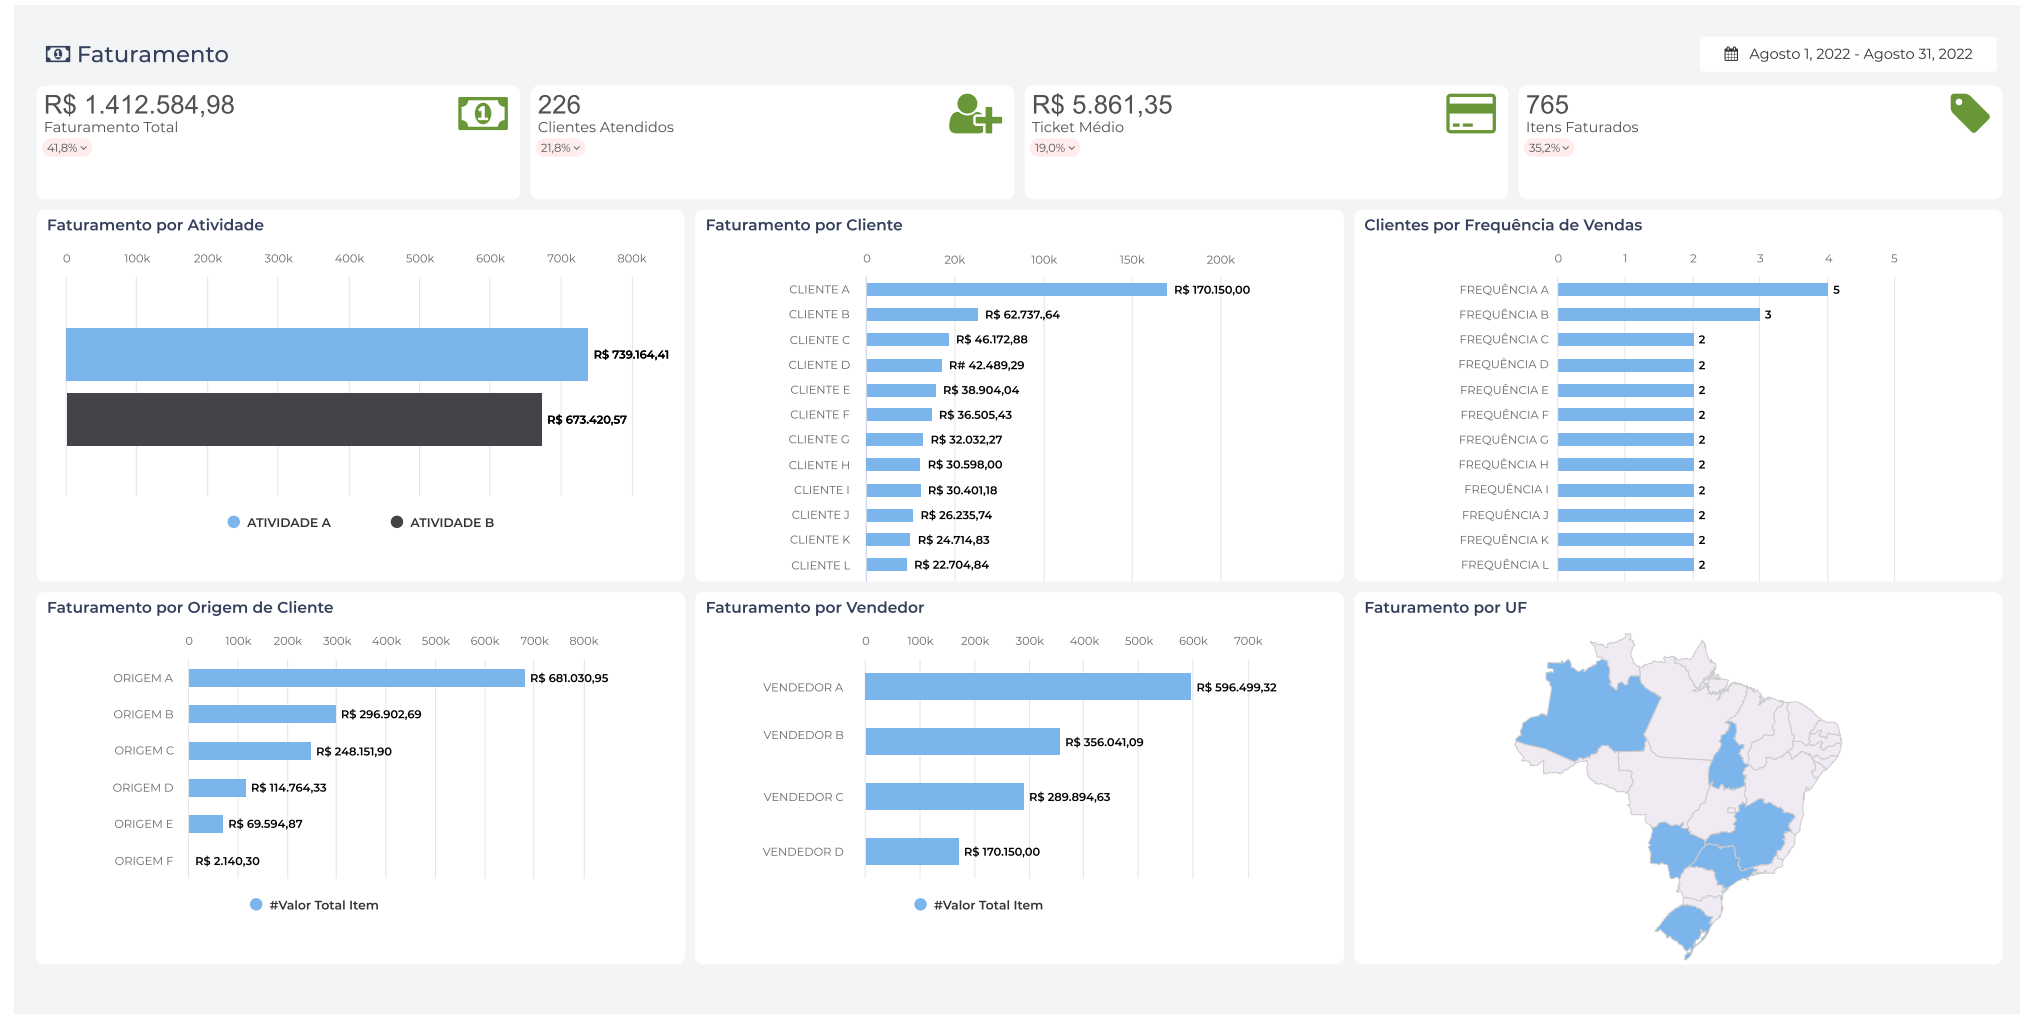 Faturamento
Agosto 1, 2022 - Agosto 31, 2022
R$ 1.412.584,98
Faturamento Total
41,8%
226
Clientes Atendidos
21,8%
R$ 5.861,35
Ticket Médio
19,0%
765
Itens Faturados
35,2%
Faturamento por Atividade
0 100k 200k 300k 400k 500k 600k 700k 800k
R$ 739.164,41
R$ 673.420,57
ATIVIDADE A ATIVIDADE B
Faturamento por Cliente
0 20k 100k 150k 200k
CLIENTE A R$ 170.150,00
CLIENTE B R$ 62.737.,64
CLIENTE C R$ 46.172,88
CLIENTE D R# 42.489,29
CLIENTE E R$ 38.904,04
CLIENTE F R$ 36.505,43
CLIENTE G R$ 32.032,27
CLIENTE H R$ 30.598,00
CLIENTE I R$ 30.401,18
CLIENTE J R$ 26.235,74
CLIENTE K R$ 24.714,83
CLIENTE L R$ 22.704,84
Clientes por Frequência de Vendas
0 1 2 3 4 5
FREQUÊNCIA A 5
FREQUÊNCIA B 3
FREQUÊNCIA C 2
FREQUÊNCIA D 2
FREQUÊNCIA E 2
FREQUÊNCIA F 2
FREQUÊNCIA G 2
FREQUÊNCIA H 2
FREQUÊNCIA I 2
FREQUÊNCIA J 2
FREQUÊNCIA K 2
FREQUÊNCIA L 2
Faturamento por Origem de Cliente
0 100k 200k 300k 400k 500k 600k 700k 800k
ORIGEM A R$ 681.030,95
ORIGEM B R$ 296.902,69
ORIGEM C R$ 248.151,90
ORIGEM D R$ 114.764,33
ORIGEM E R$ 69.594,87
ORIGEM F R$ 2.140,30
#Valor Total Item
Faturamento por Vendedor
0 100k 200k 300k 400k 500k 600k 700k
VENDEDOR A R$ 596.499,32
VENDEDOR B R$ 356.041,09
VENDEDOR C R$ 289.894,63
VENDEDOR D R$ 170.150,00
#Valor Total Item
Faturamento por UF